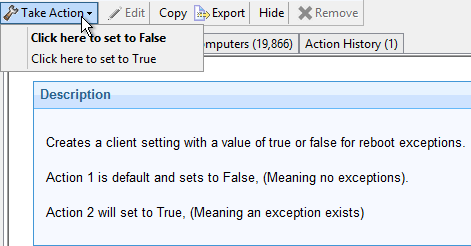 Take Action Edit Copy Export Hide Remove
Click here to set to False
Click here to set to True
omputers (19,866) Action History (1)
Description
Creates a client setting with a value of true or false for reboot exceptions.
Action 1 is default and sets to False, (Meaning no exceptions).
Action 2 will set to True, (Meaning an exception exists)